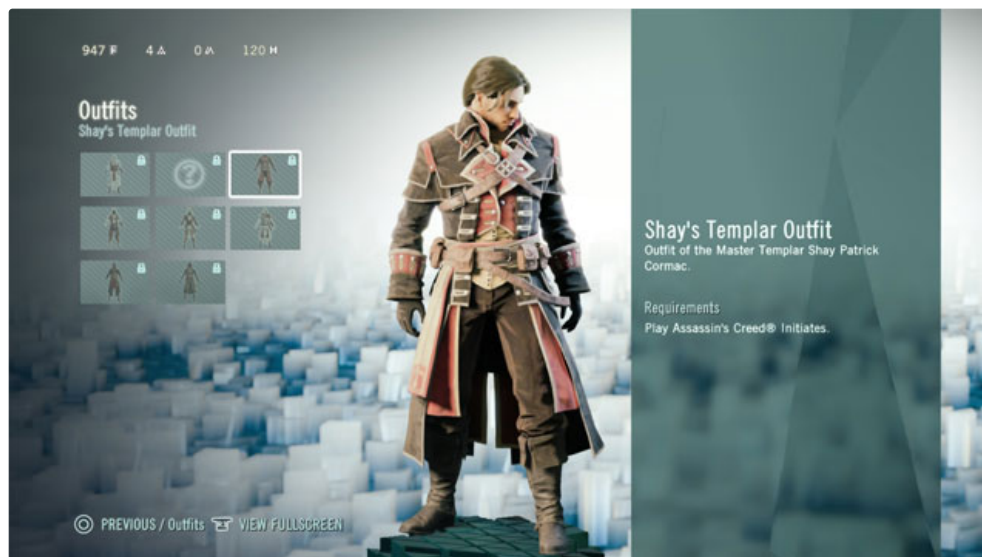 947 4 0 120
Outfits
Shay's Templar Outfit
?
Shay's Templar Outfit
Outfit of the Master Templar Shay Patrick
Cormac.
Requirements
Play Assassin's Creed® Initiates.
PREVIOUS / Outfits VIEW FULLSCREEN